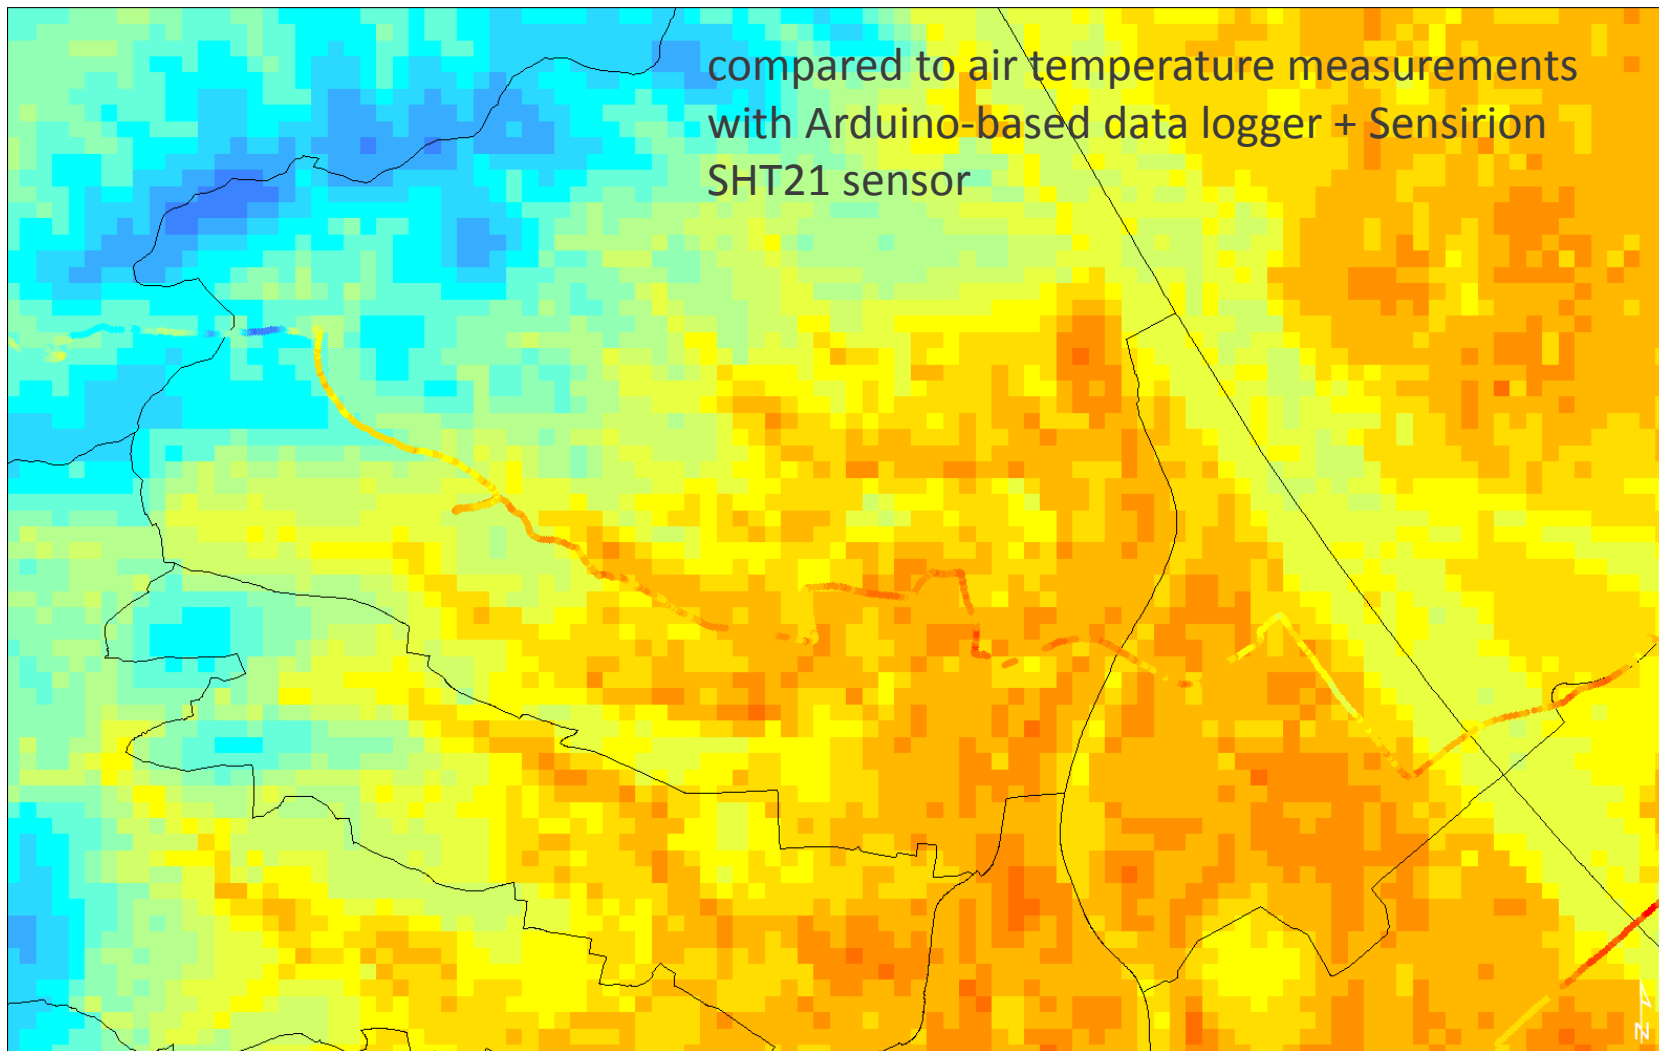 compared to air temperature measurements
with Arduino-based data logger + Sensirion
SHT21 sensor
N